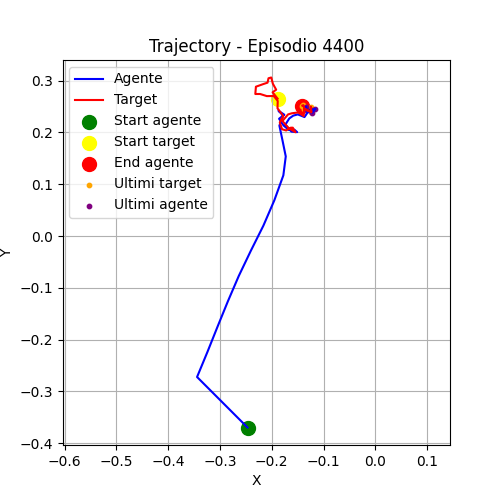 Trajectory - Episodio 4400
Agente
Target
Start agente
Start target
End agente
Ultimi target
Ultimi agente
0.3
0.2
0.1
0.0
−0.1
−0.2
−0.3
−0.4
Y
−0.6
−0.5
−0.4
−0.3
−0.2
−0.1
0.0
0.1
X